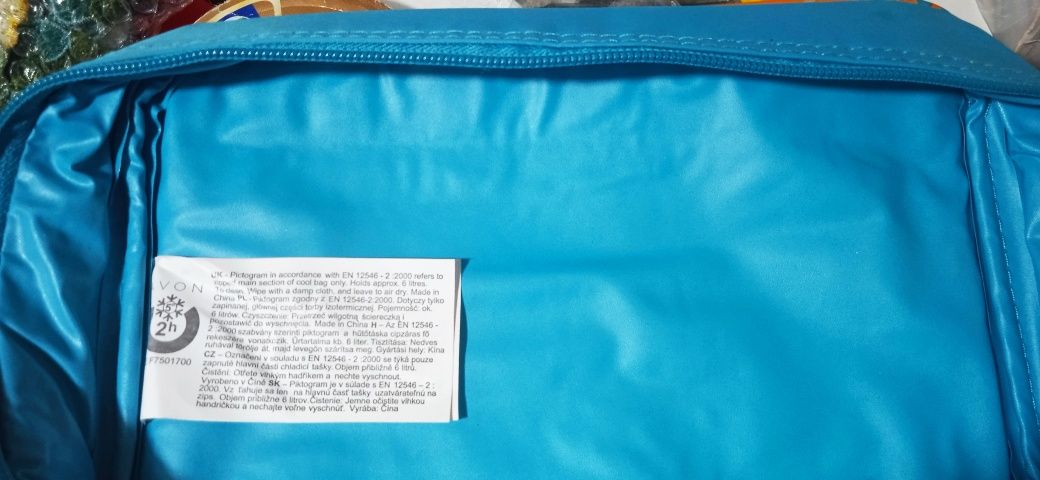 VON
5
2h
F7501700
UK - Pictogram in accordance with EN 12546 - 2 :2000 refers to
zipped main section of cool bag only. Holds approx. 6 litres.
To clean, Wipe with a damp cloth, and leave to air dry. Made in
China PL - Piktogram zgodny z EN 12546-2:2000. Dotyczy tylko
zapinanej, głównej części torby izotermicznej. Pojemność: ok.
6 litrów. Czyszczenie: Przetrzeć wilgotną ściereczką i
pozostawić do wyschnięcia. Made in China H – Az EN 12546 -
2 :2000 szabvány szerinti piktogram a hűtőtáska cipzáras fő
rekeszére vonatkozik. Űrtartalma kb. 6 liter. Tisztítása: Nedves
ruhával törölje át, majd levegőn szárítsa meg. Gyártási hely: Kína
CZ – Označení v souladu s EN 12546 - 2 :2000 se týká pouze
zapnuté hlavní části chladicí tašky. Objem přibližně 6 litrů.
Čistění: Otřete vlhkým hadříkem a nechte vyschnout.
Vyrobeno v Číně SK – Piktogram je v súlade s EN 12546 – 2 :
2000. Vzťahuje sa len na hlavnú časť tašky uzatvárateľnú na
zips. Objem približne 6 litrov.Čistenie: Jemne očistite vlhkou
handričkou a nechajte voľne vyschnúť. Vyrába: Čína